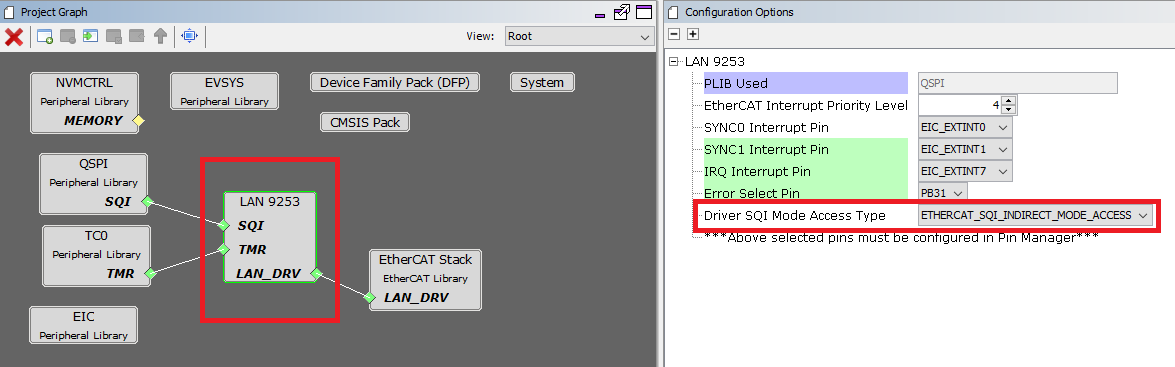 Project Graph
View: Root
NVMCTRL
Peripheral Library
MEMORY
EVSYS
Peripheral Library
Device Family Pack (DFP)
System
CMSIS Pack
QSPI
Peripheral Library
SQI
TC0
Peripheral Library
TMR
EIC
Peripheral Library
LAN 9253
SQI
TMR
LAN_DRV
EtherCAT Stack
EtherCAT Library
LAN_DRV
Configuration Options
LAN 9253
PLIB Used QSPI
EtherCAT Interrupt Priority Level 4
SYNC0 Interrupt Pin EIC_EXTINT0
SYNC1 Interrupt Pin EIC_EXTINT1
IRQ Interrupt Pin EIC_EXTINT7
Error Select Pin PB31
Driver SQI Mode Access Type ETHERCAT_SQI_INDIRECT_MODE_ACCESS
***Above selected pins must be configured in Pin Manager***